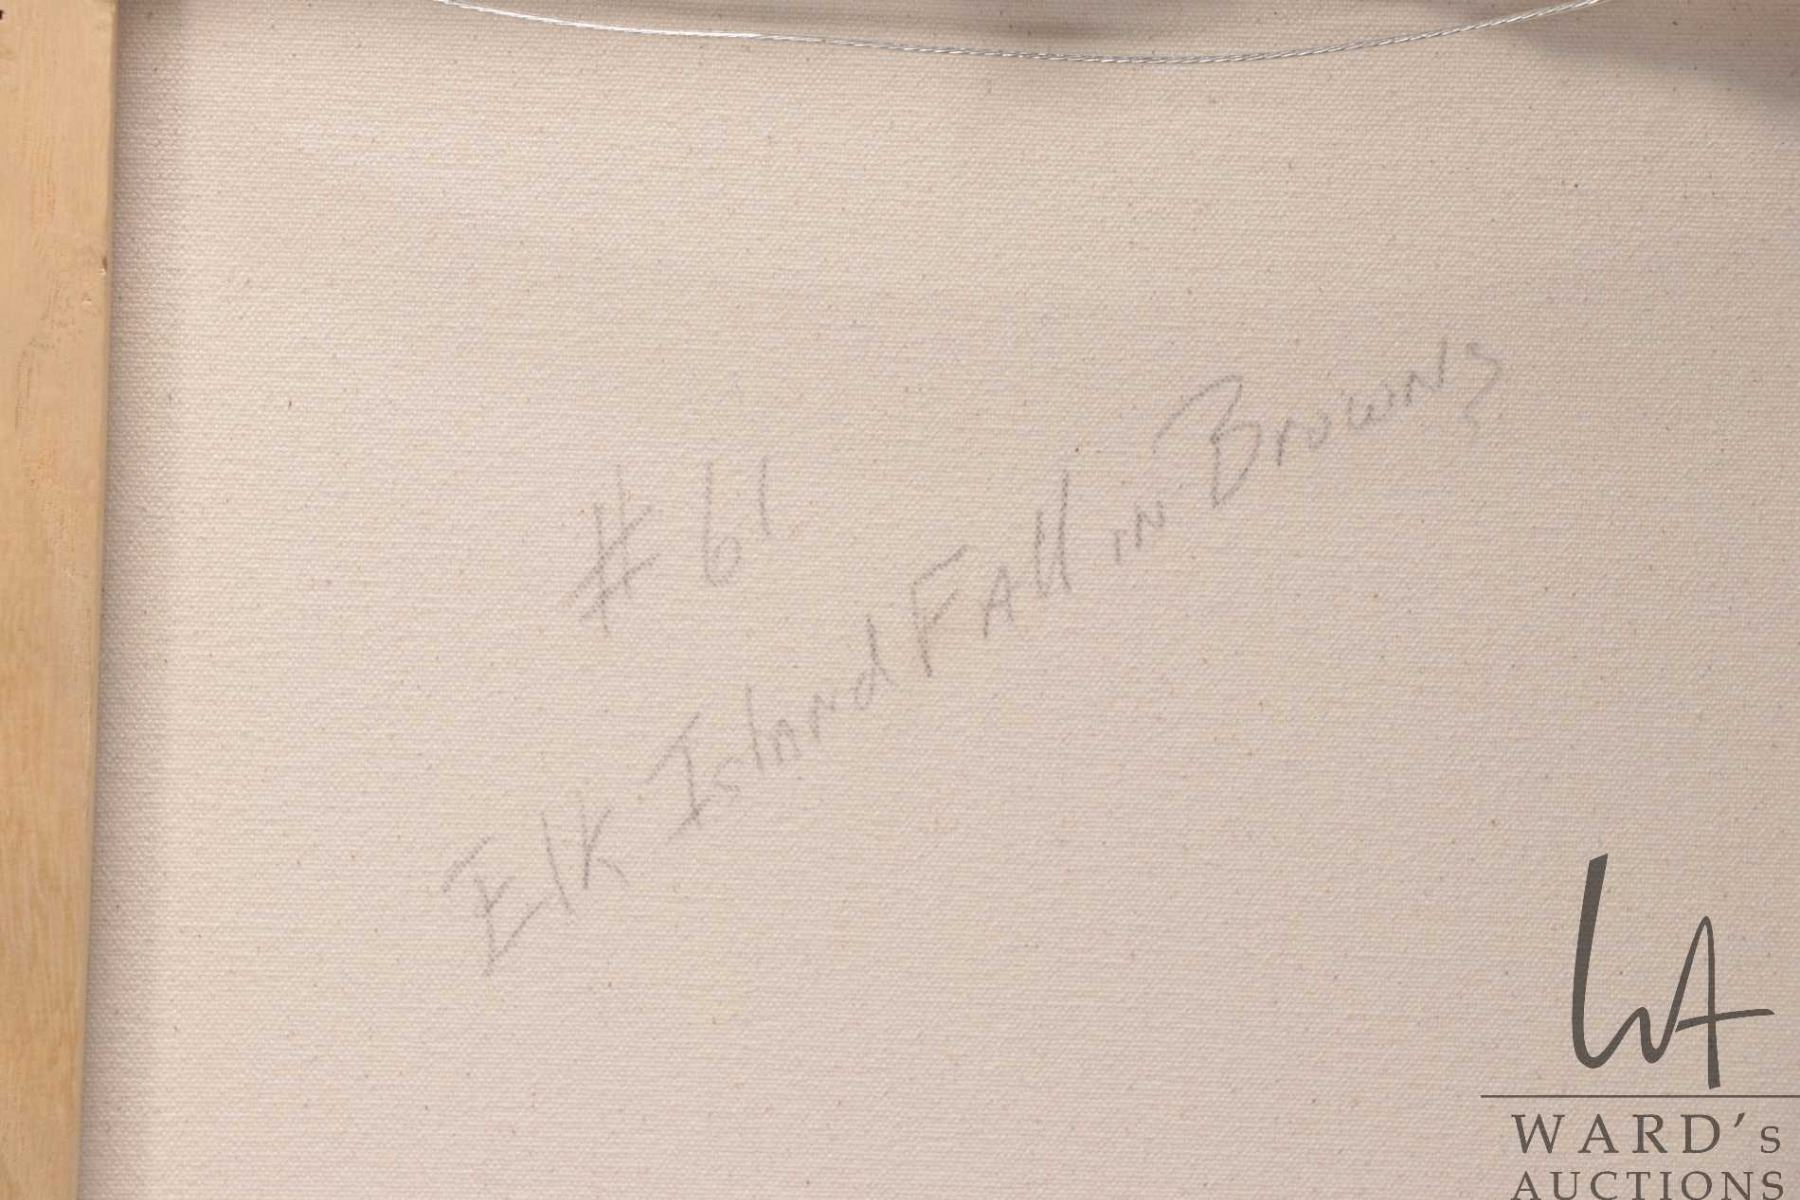 # 61
Elk Island Fall in Browns
WARD's
AUCTIONS